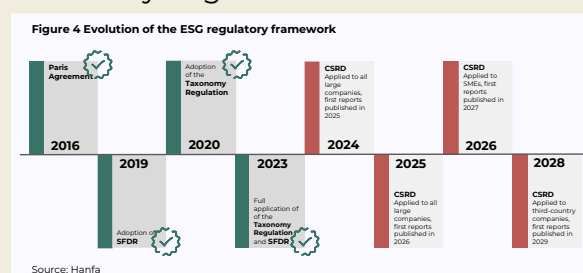 Figure 4 Evolution of the ESG regulatory framework
Paris
Agreement
2016
Adoption
of the
Taxonomy
Regulation
2020
CSRD
Applied to all
large
companies,
first reports
published in
2025
2024
CSRD
Applied to
SMEs, first
reports
published in
2027
2026
2019
Adoption of
SFDR
2023
Full
application of
of the
Taxonomy
Regulation
and SFDR
2025
CSRD
Applied to all
large
companies,
first reports
published in
2026
2028
CSRD
Applied to
third-country
companies,
first reports
published in
2029
Source: Hanfa